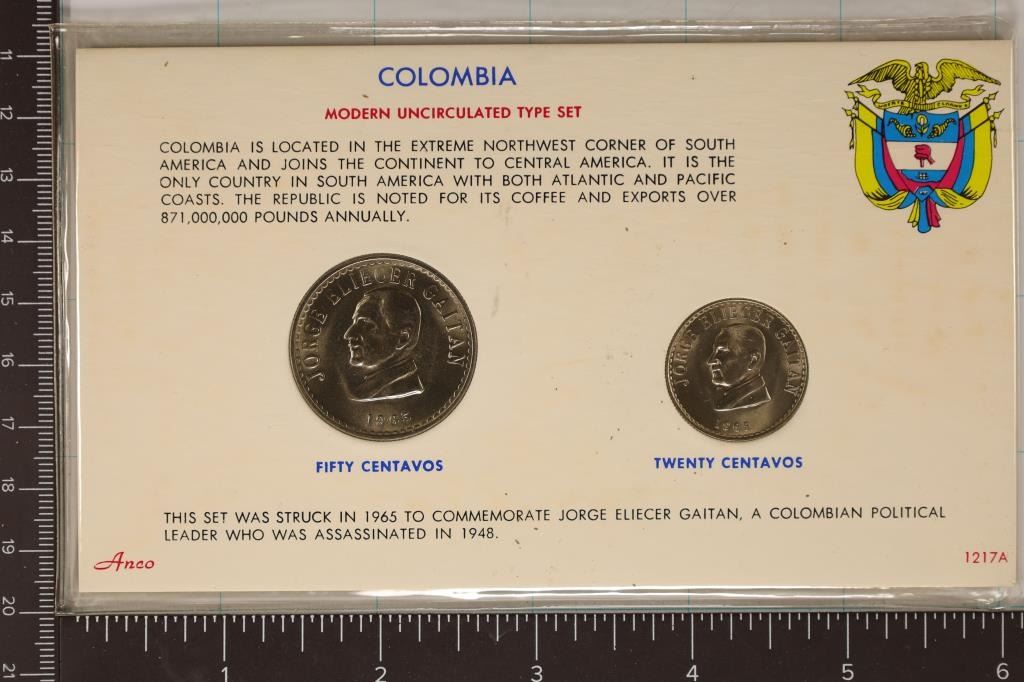 COLOMBIA
MODERN UNCIRCULATED TYPE SET
COLOMBIA IS LOCATED IN THE EXTREME NORTHWEST CORNER OF SOUTH
AMERICA AND JOINS THE CONTINENT TO CENTRAL AMERICA. IT IS THE
ONLY COUNTRY IN SOUTH AMERICA WITH BOTH ATLANTIC AND PACIFIC
COASTS. THE REPUBLIC IS NOTED FOR ITS COFFEE AND EXPORTS OVER
871,000,000 POUNDS ANNUALLY.
JORGE ELIECER GAITAN
1965
JORGE ELIECER GAITAN
1965
FIFTY CENTAVOS
TWENTY CENTAVOS
THIS SET WAS STRUCK IN 1965 TO COMMEMORATE JORGE ELIECER GAITAN, A COLOMBIAN POLITICAL
LEADER WHO WAS ASSASSINATED IN 1948.
Anco
1217A
11
12
13
14
15
16
17
18
19
20
21
1 2 3 4 5 6